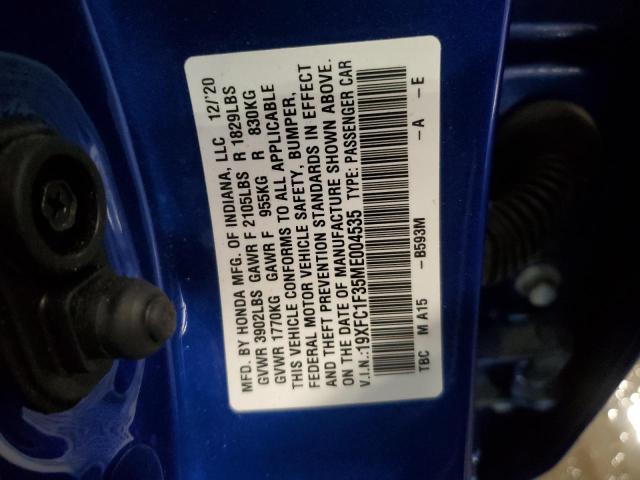 MFD. BY HONDA MFG. OF INDIANA, LLC 12/'20
GVWR 3902LBS GAWR F 2105LBS R 1829LBS
GVWR 1770KG GAWR F 955KG R 830KG
THIS VEHICLE CONFORMS TO ALL APPLICABLE
FEDERAL MOTOR VEHICLE SAFETY, BUMPER,
AND THEFT PREVENTION STANDARDS IN EFFECT
ON THE DATE OF MANUFACTURE SHOWN ABOVE.
V.I.N.:19XFC1F35ME004535 TYPE: PASSENGER CAR
TBC M A15 -B593M -A -E